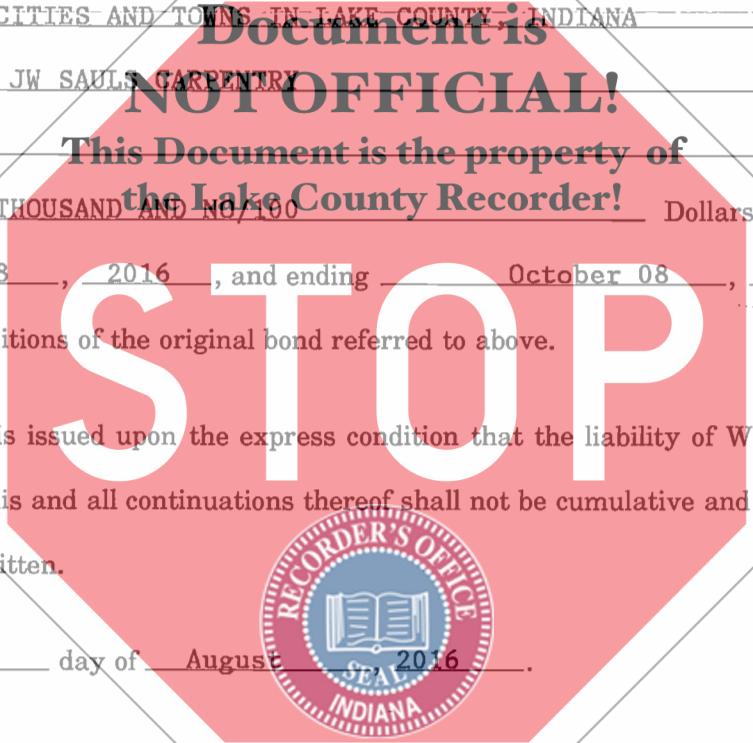 CITIES AND TOWNS IN LAKE COUNTY, INDIANA
Document is
JW SAULS CARPENTRY
NOT OFFICIAL!
This Document is the property of
the Lake County Recorder!
THOUSAND AND NO/100 Dollars
8, 2016, and ending October 08,
STOP
itions of the original bond referred to above.
is issued upon the express condition that the liability of W
is and all continuations thereof shall not be cumulative and
itten.
RECORDER'S OFFICE
day of August, 2016.
SEAL
INDIANA